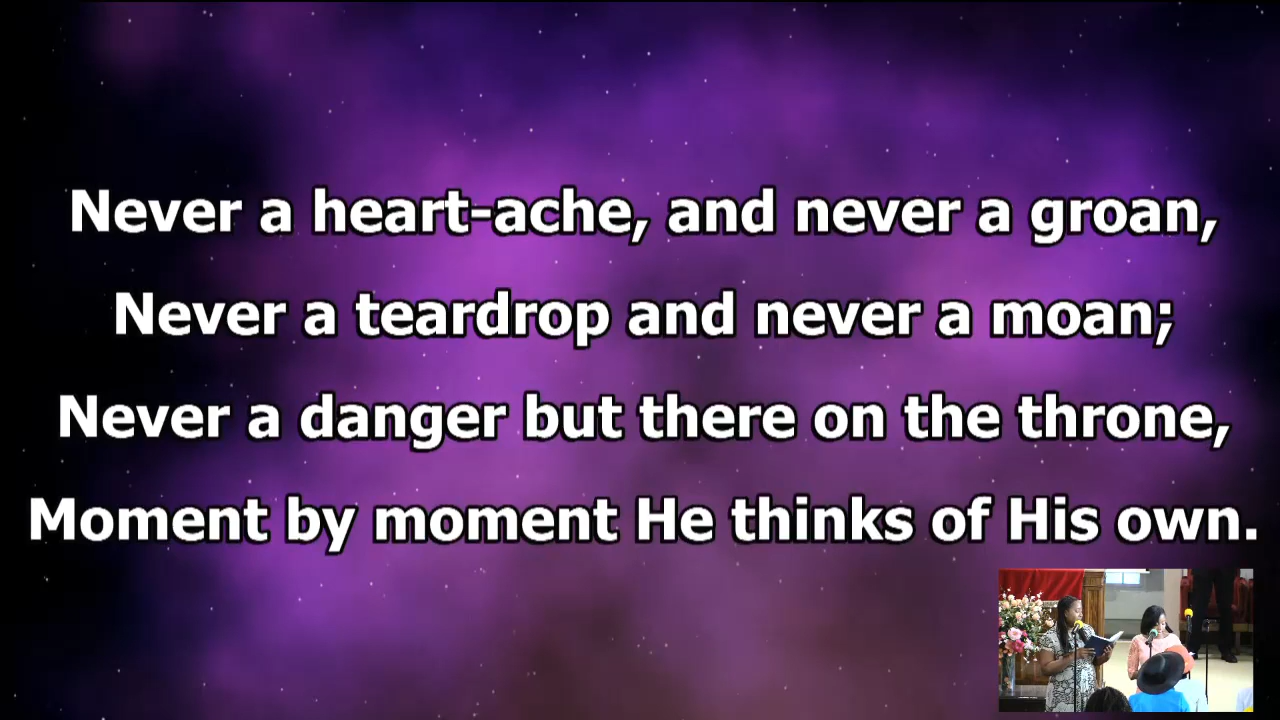 Never a heart-ache, and never a groan,
Never a teardrop and never a moan;
Never a danger but there on the throne,
Moment by moment He thinks of His own.